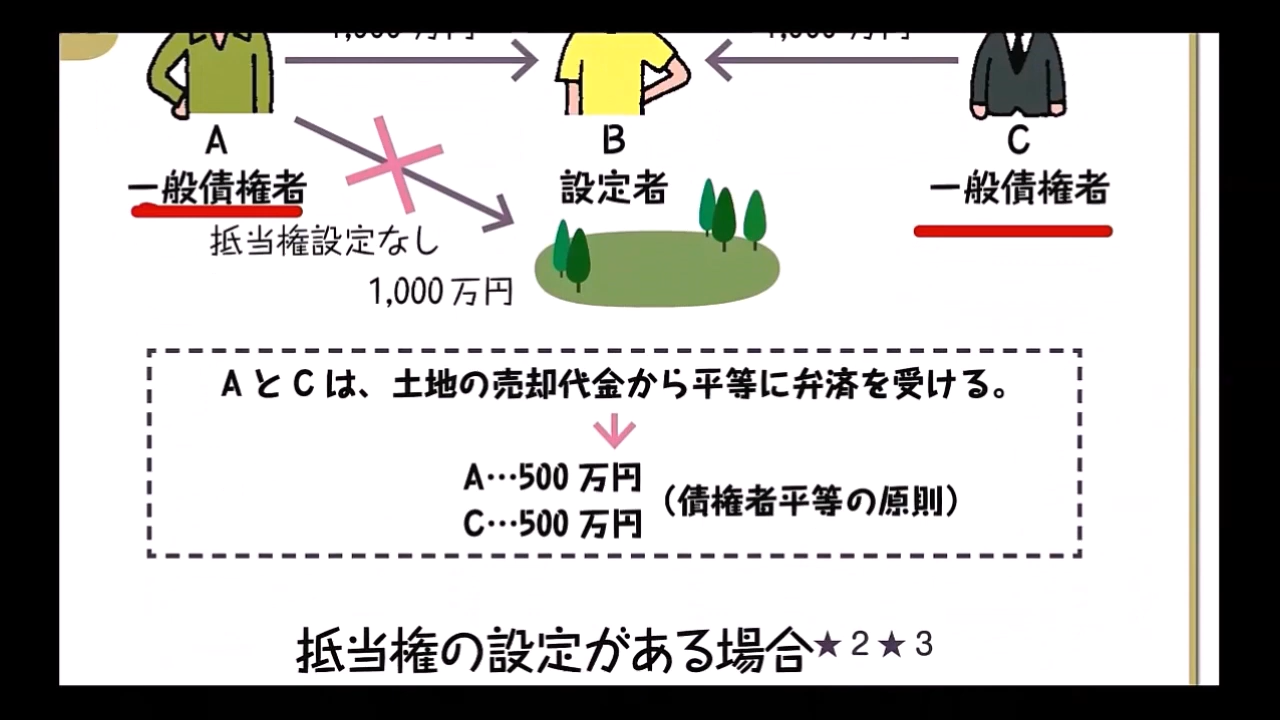 A
B
C
一般債権者
設定者
一般債権者
抵当権設定なし
1,000万円
AとCは、土地の売却代金から平等に弁済を受ける。
A…500万円
C…500万円
(債権者平等の原則)
抵当権の設定がある場合★2★3